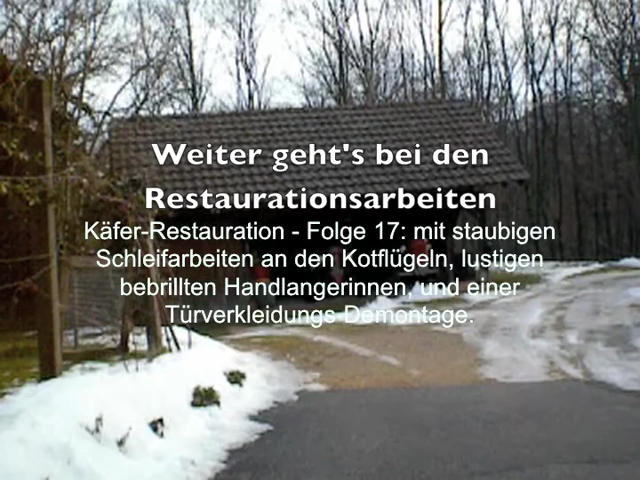 Weiter geht's bei den
Restaurationsarbeiten
Käfer-Restauration - Folge 17: mit staubigen
Schleifarbeiten an den Kotflügeln, lustigen
bebrillten Handlangerinnen, und einer
Türverkleidungs-Demontage.